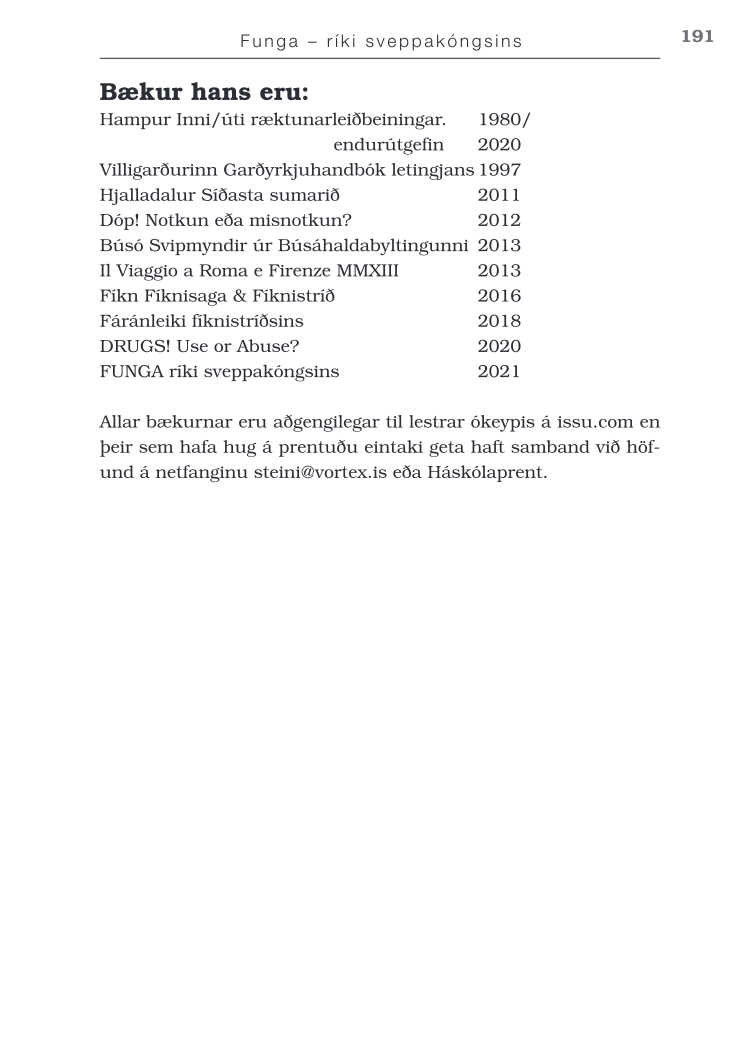 Funga – ríki sveppakóngsins
191
Bækur hans eru:
Hampur Inni/úti ræktunarleiðbeiningar. 1980/
endurútgefin 2020
Villigarðurinn Garðyrkjuhandbók letingjans 1997
Hjalladalur Síðasta sumarið 2011
Dóp! Notkun eða misnotkun? 2012
Búsó Svipmyndir úr Búsáhaldabyltingunni 2013
Il Viaggio a Roma e Firenze MMXIII 2013
Fíkn Fíknisaga & Fíknistríð 2016
Fáránleiki fíknistríðsins 2018
DRUGS! Use or Abuse? 2020
FUNGA ríki sveppakóngsins 2021
Allar bækurnar eru aðgengilegar til lestrar ókeypis á issu.com en
þeir sem hafa hug á prentuðu eintaki geta haft samband við höf-
und á netfanginu steini@vortex.is eða Háskólaprent.